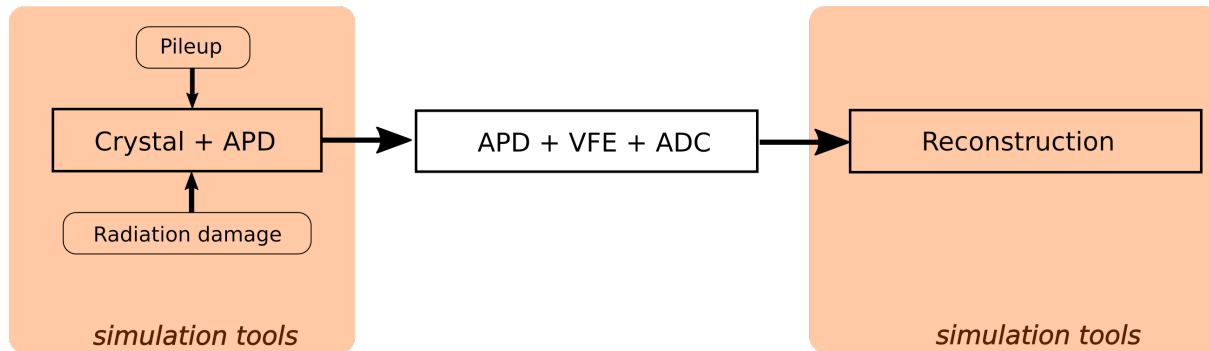 Pileup
Crystal + APD
Radiation damage
simulation tools
APD + VFE + ADC
Reconstruction
simulation tools